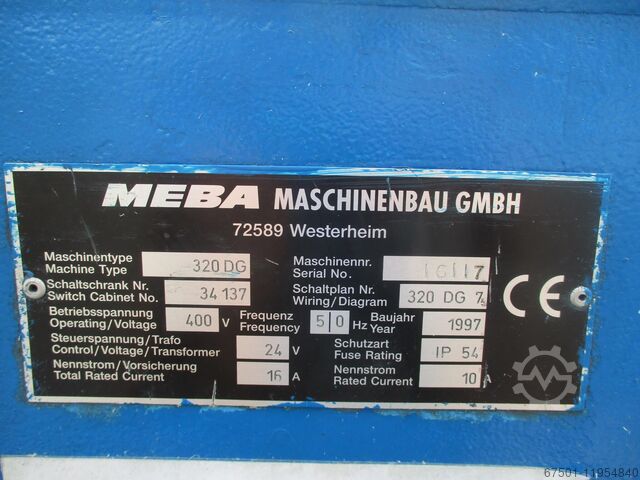 MEBA MASCHINENBAU GMBH
72589 Westerheim
Maschinentype
Machine Type 320 DG
Maschinennr.
Serial No. 16117
Schaltschrank Nr.
Switch Cabinet No. 34 137
Schaltplan Nr.
Wiring/Diagram 320 DG 7
Betriebsspannung
Operating/Voltage 400 V
Frequenz
Frequency 50 Hz
Baujahr
Year 1997
Steuerspannung/Trafo
Control/Voltage/Transformer 24 V
Schutzart
Fuse Rating IP 54
Nennstrom/Vorsicherung
Total Rated Current 16 A
Nennstrom
Rated Current 10 A
CE
67501-11954840